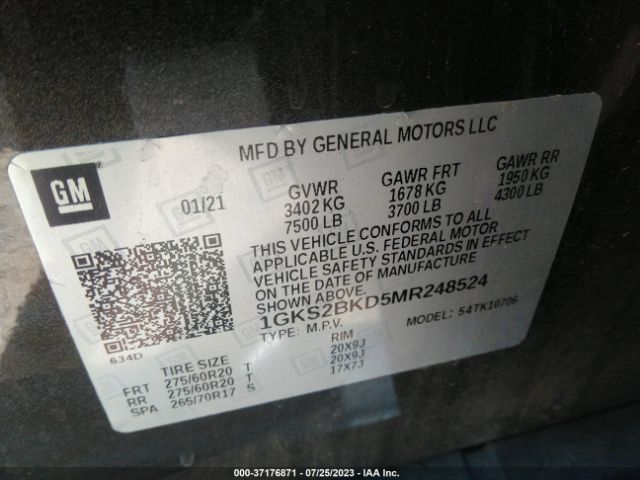 MFD BY GENERAL MOTORS LLC
GM
01/21
GVWR
3402 KG
7500 LB
GAWR FRT
1678 KG
3700 LB
GAWR RR
1950 KG
4300 LB
THIS VEHICLE CONFORMS TO ALL
APPLICABLE U.S. FEDERAL MOTOR
VEHICLE SAFETY STANDARDS IN EFFECT
ON THE DATE OF MANUFACTURE
SHOWN ABOVE.
1GKS2BKD5MR248524
TYPE: M.P.V.
MODEL: 54TK10706
634D
TIRE SIZE
RIM
FRT 275/60R20 T 20X9J
RR 275/60R20 T 20X9J
SPA 265/70R17 S 17X7J
000-37176871 / 07/25/2023 - IAA Inc.